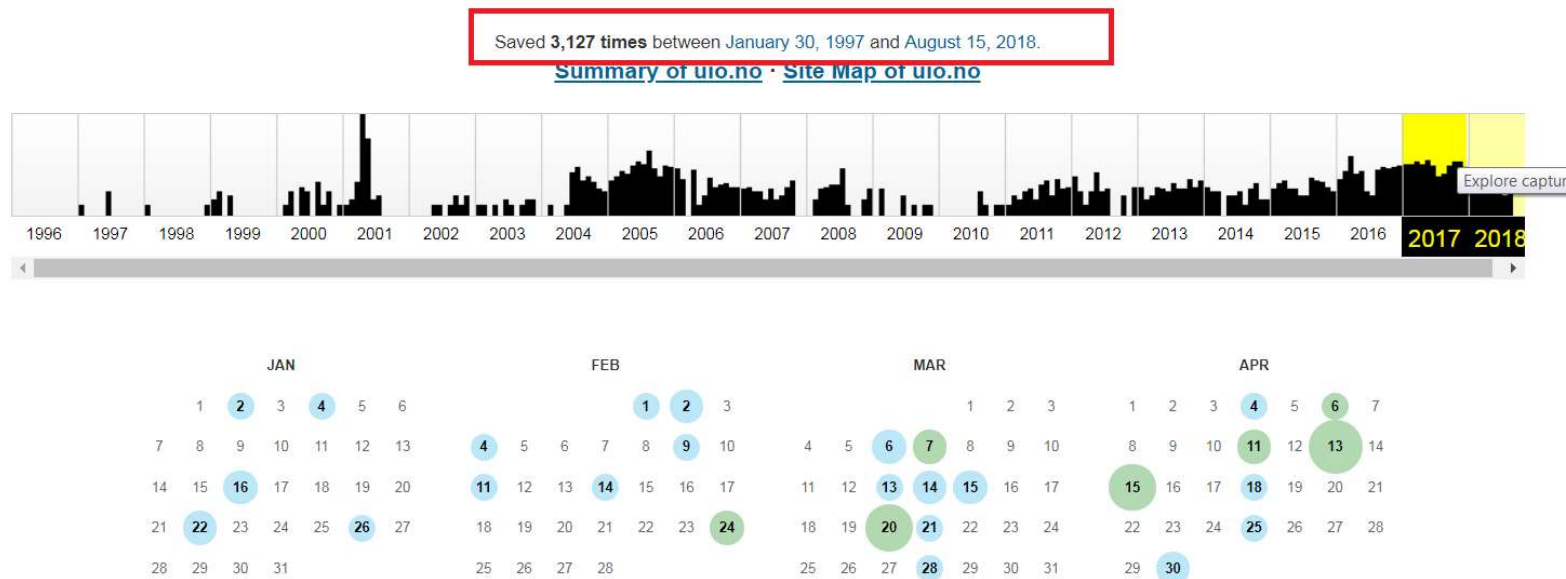 Saved 3,127 times between January 30, 1997 and August 15, 2018.
Summary of uio.no · Site Map of uio.no
Explore captur
1996 1997 1998 1999 2000 2001 2002 2003 2004 2005 2006 2007 2008 2009 2010 2011 2012 2013 2014 2015 2016 2017 2018
JAN FEB MAR APR
1 2 3 4 5 6 1 2 3 1 2 3 1 2 3 4 5 6 7
7 8 9 10 11 12 13 4 5 6 7 8 9 10 4 5 6 7 8 9 10 8 9 10 11 12 13 14
14 15 16 17 18 19 20 11 12 13 14 15 16 17 11 12 13 14 15 16 17 15 16 17 18 19 20 21
21 22 23 24 25 26 27 18 19 20 21 22 23 24 18 19 20 21 22 23 24 22 23 24 25 26 27 28
28 29 30 31 25 26 27 28 25 26 27 28 29 30 31 29 30